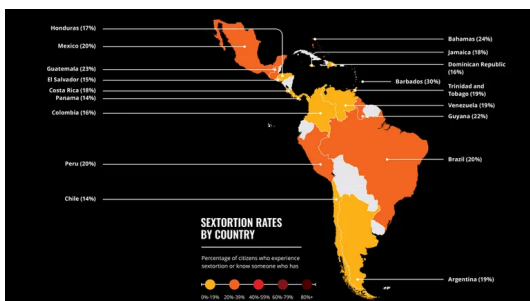 Honduras (17%)
Mexico (20%)
Guatemala (23%)
El Salvador (15%)
Costa Rica (18%)
Panama (14%)
Colombia (16%)
Peru (20%)
Chile (14%)
Bahamas (24%)
Jamaica (18%)
Dominican Republic
(16%)
Barbados (30%)
Trinidad and
Tobago (19%)
Venezuela (19%)
Guyana (22%)
Brazil (20%)
Argentina (19%)
SEXTORTION RATES
BY COUNTRY
Percentage of citizens who experience
sextortion or know someone who has
0%-19% 20%-39% 40%-59% 60%-79% 80%+